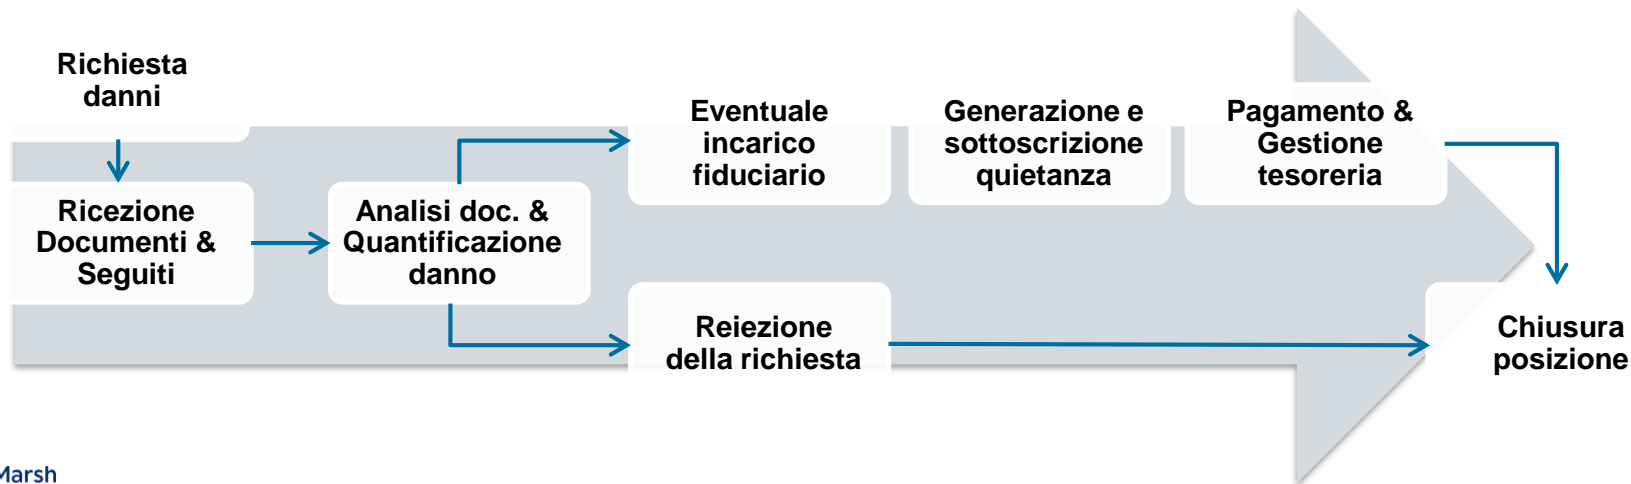 Richiesta
danni
Ricezione
Documenti &
Seguiti
Analisi doc. &
Quantificazione
danno
Eventuale
incarico
fiduciario
Generazione e
sottoscrizione
quietanza
Pagamento &
Gestione
tesoreria
Reiezione
della richiesta
Chiusura
posizione
Marsh